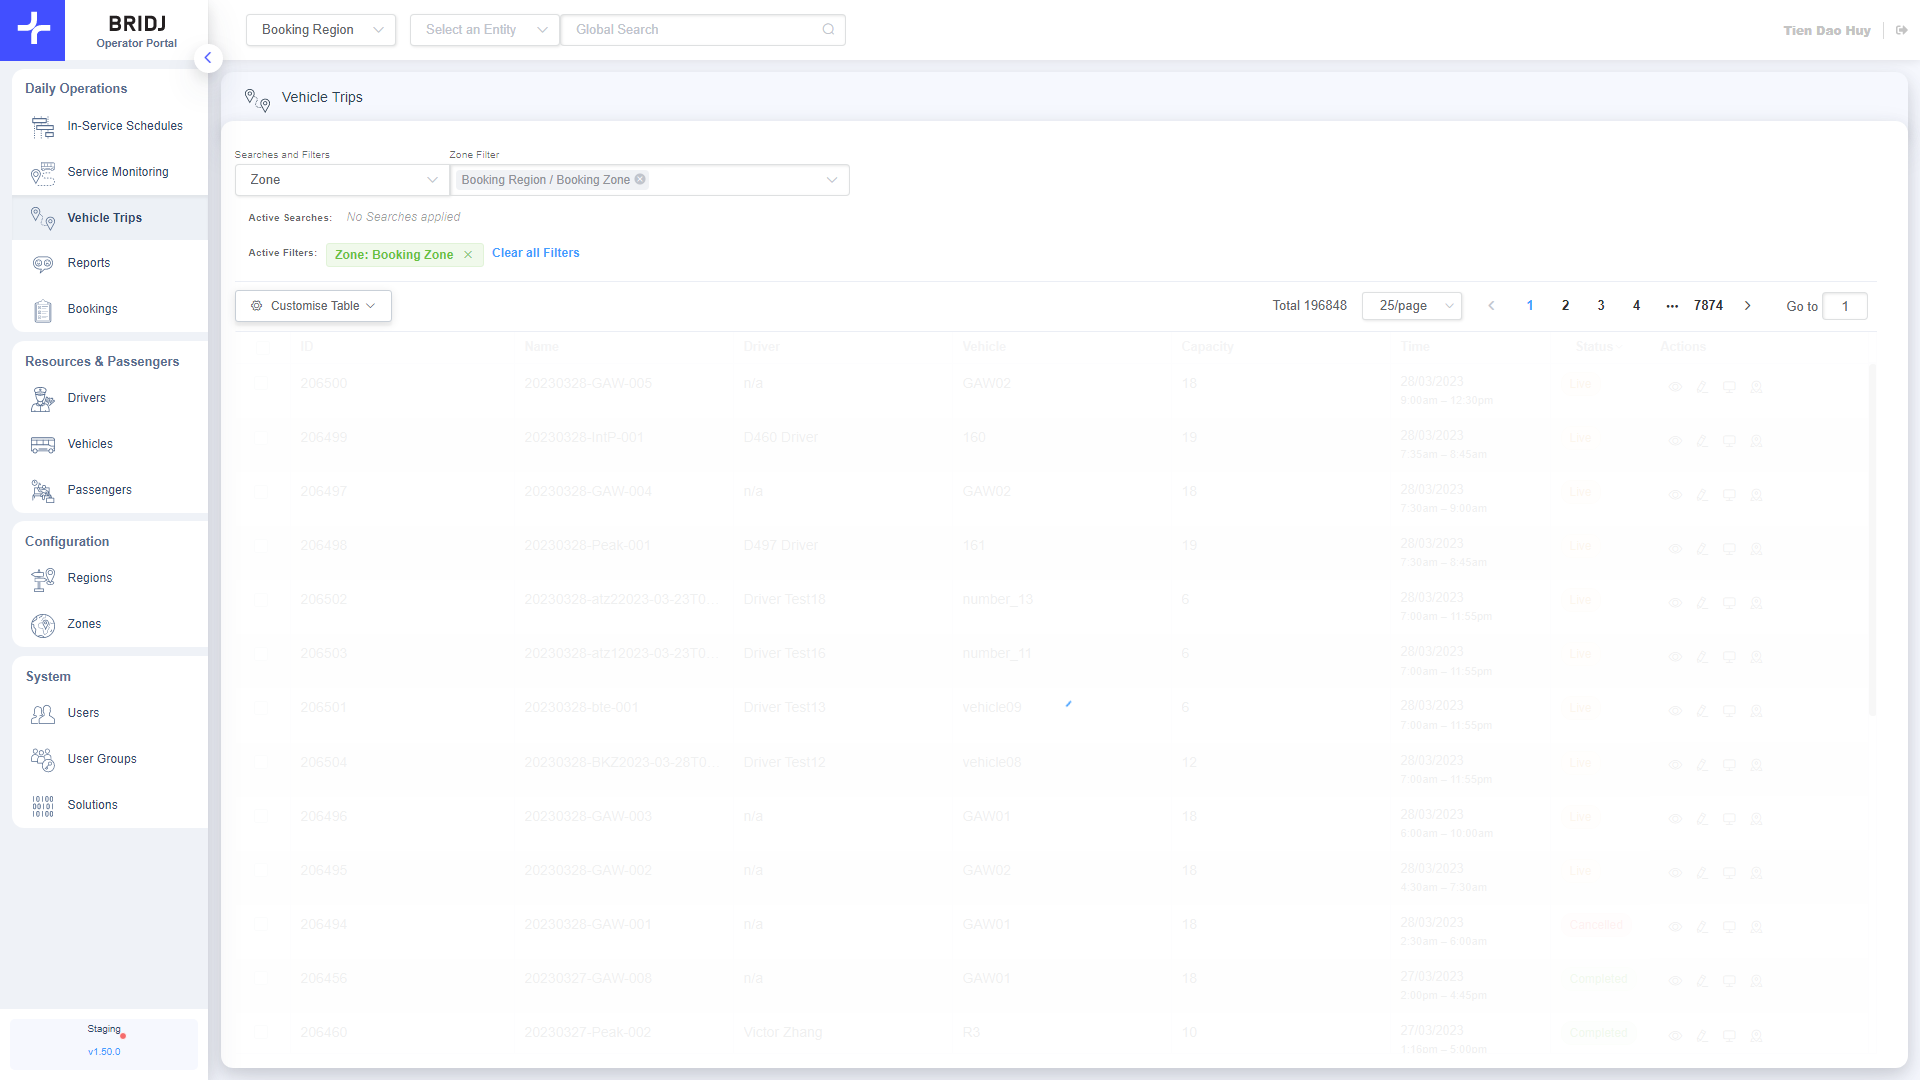 BRIDJ
Operator Portal
Booking Region
Select an Entity
Global Search
Tien Dao Huy
Daily Operations
In-Service Schedules
Service Monitoring
Vehicle Trips
Reports
Bookings
Resources & Passengers
Drivers
Vehicles
Passengers
Configuration
Regions
Zones
System
Users
User Groups
Solutions
10100
00101
10100
Staging
v1.50.0
Vehicle Trips
Searches and Filters
Zone Filter
Zone
Booking Region / Booking Zone
Active Searches: No Searches applied
Active Filters: Zone: Booking Zone Clear all Filters
Customise Table
Total 196848 25/page 1 2 3 4 ••• 7874 Go to 1
ID Name Driver Vehicle Capacity Time Status Actions
206500 20230328-GAW-005 n/a GAW02 18 28/03/2023 Live
9:00am – 12:30pm
206499 20230328-IntP-001 D460 Driver 160 19 28/03/2023 Live
7:35am – 8:45am
206497 20230328-GAW-004 n/a GAW02 18 28/03/2023 Live
7:30am – 9:00am
206498 20230328-Peak-001 D497 Driver 161 19 28/03/2023 Live
7:30am – 8:45am
206502 20230328-atz22023-03-23T0... Driver Test16 number_13 6 28/03/2023 Live
7:00am – 11:55pm
206503 20230328-atz12023-03-23T0... Driver Test15 number_11 6 28/03/2023 Live
7:00am – 11:55pm
206501 20230328-bte-001 Driver Test13 vehicle09 6 28/03/2023 Live
7:00am – 11:55pm
206504 20230328-BKZ2023-03-28T0... Driver Test12 vehicle08 12 28/03/2023 Live
7:00am – 11:55pm
206496 20230328-GAW-003 n/a GAW01 18 28/03/2023 Live
6:00am – 10:00am
206495 20230328-GAW-002 n/a GAW02 18 28/03/2023 Live
4:30am – 7:30am
206494 20230328-GAW-001 n/a GAW01 18 28/03/2023 Cancelled
2:30am – 6:00am
206456 20230327-GAW-008 n/a GAW01 18 27/03/2023 Completed
2:00pm – 4:45pm
206460 20230327-Peak-002 Victor Zhang R3 10 27/03/2023 Completed
1:16pm – 5:00pm